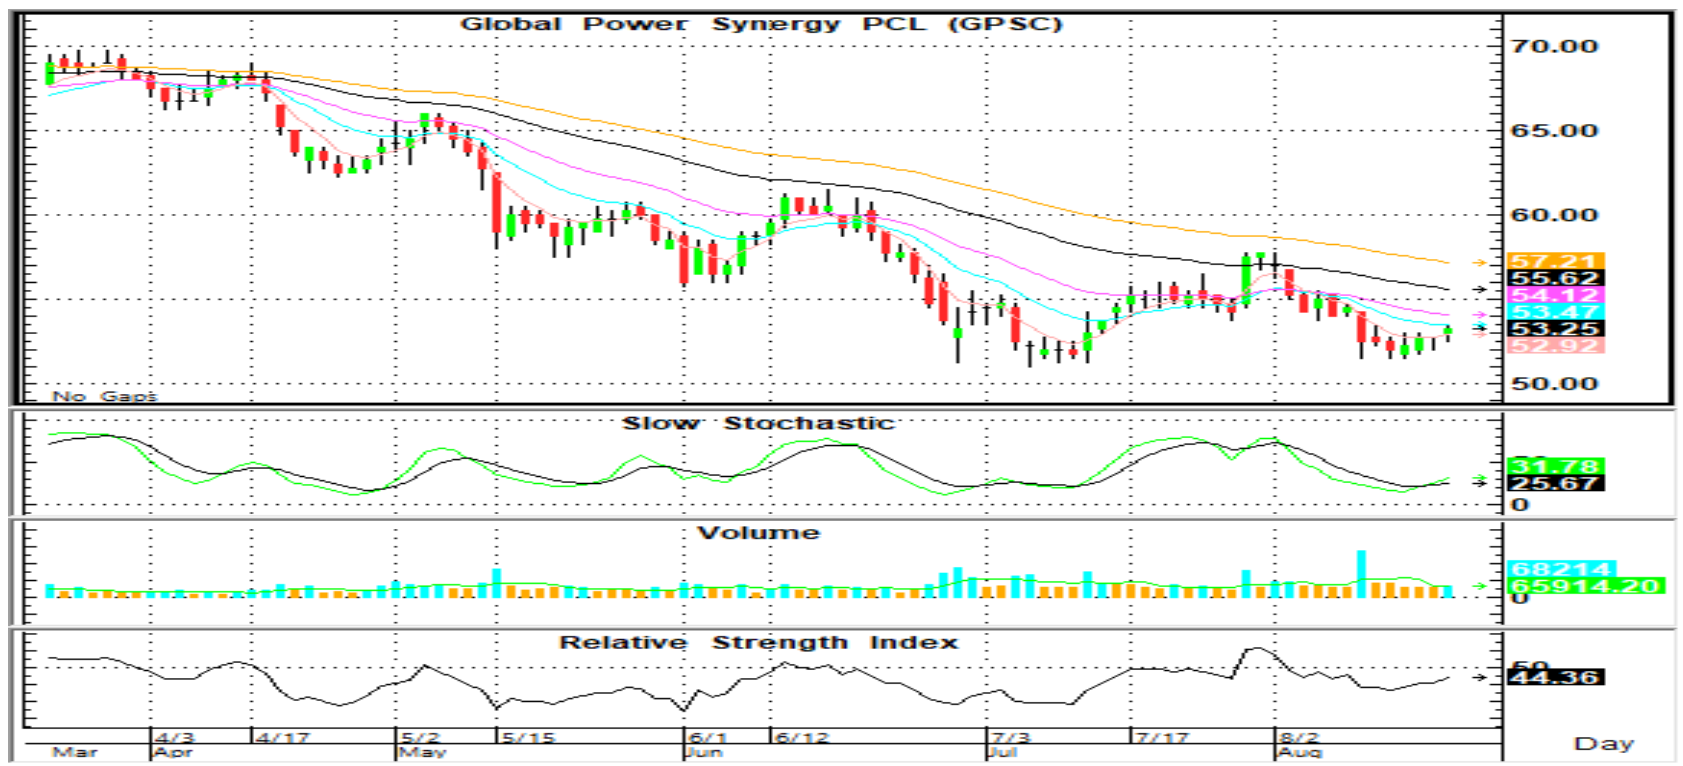 Global Power Synergy PCL (GPSC)
70.00
65.00
60.00
57.21
55.62
54.12
53.47
53.25
52.92
50.00
No Gaps
Slow Stochastic
31.78
25.67
0
Volume
68214
65914.20
0
Relative Strength Index
50
44.36
4/3 4/17 5/2 5/15 6/1 6/12 7/3 7/17 8/2
Mar Apr May Jun Jul Aug
Day